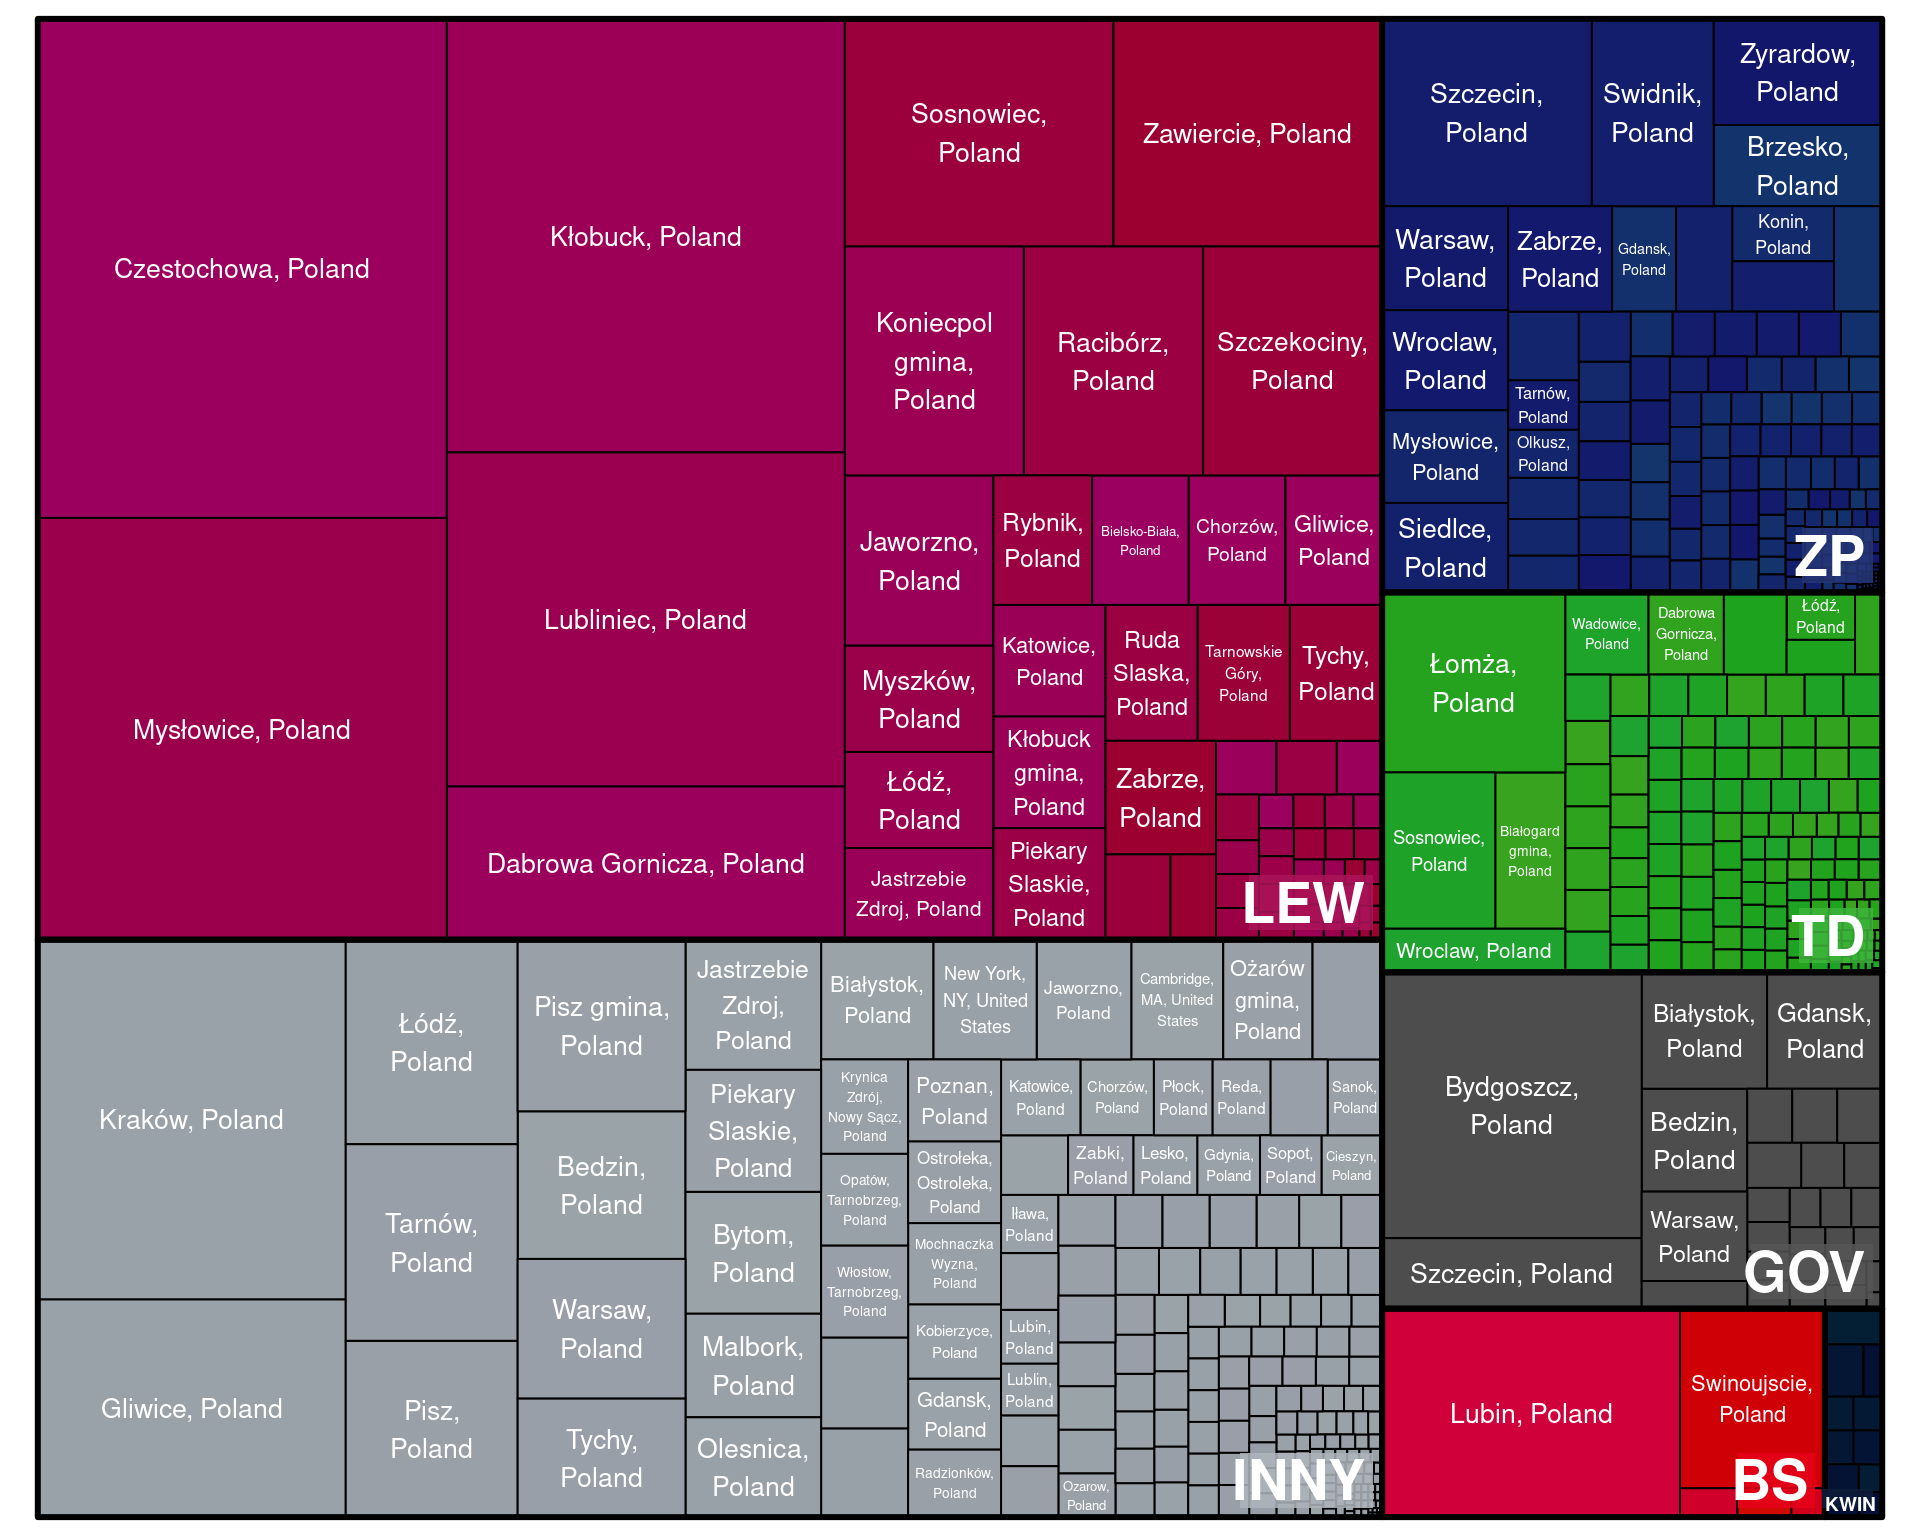 Czestochowa, Poland
Mysłowice, Poland
Kłobuck, Poland
Lubliniec, Poland
Dabrowa Gornicza, Poland
Sosnowiec,
Poland
Zawiercie, Poland
Koniecpol
gmina,
Poland
Racibórz,
Poland
Szczekociny,
Poland
Jaworzno,
Poland
Myszków,
Poland
Łódź,
Poland
Jastrzebie
Zdroj, Poland
Rybnik,
Poland
Bielsko-Biała,
Poland
Chorzów,
Poland
Gliwice,
Poland
Katowice,
Poland
Kłobuck
gmina,
Poland
Piekary
Slaskie,
Poland
Ruda
Slaska,
Poland
Tarnowskie
Góry,
Poland
Tychy,
Poland
Zabrze,
Poland
LEW
Szczecin,
Poland
Swidnik,
Poland
Zyrardow,
Poland
Brzesko,
Poland
Warsaw,
Poland
Wroclaw,
Poland
Mysłowice,
Poland
Siedlce,
Poland
Zabrze,
Poland
Gdansk,
Poland
Konin,
Poland
Tarnów,
Poland
Olkusz,
Poland
ZP
Łomża,
Poland
Sosnowiec,
Poland
Białogard
gmina,
Poland
Wroclaw, Poland
Wadowice,
Poland
Dabrowa
Gornicza,
Poland
Łódź,
Poland
TD
Bydgoszcz,
Poland
Szczecin, Poland
Białystok,
Poland
Gdansk,
Poland
Bedzin,
Poland
Warsaw,
Poland
GOV
Lubin, Poland
Swinoujscie,
Poland
BS
KWIN
Kraków, Poland
Gliwice, Poland
Łódź,
Poland
Tarnów,
Poland
Pisz,
Poland
Pisz gmina,
Poland
Bedzin,
Poland
Warsaw,
Poland
Tychy,
Poland
Jastrzebie
Zdroj,
Poland
Piekary
Slaskie,
Poland
Bytom,
Poland
Malbork,
Poland
Olesnica,
Poland
Białystok,
Poland
New York,
NY, United
States
Jaworzno,
Poland
Cambridge,
MA, United
States
Ożarów
gmina,
Poland
Krynica
Zdrój,
Nowy Sącz,
Poland
Opatów,
Tarnobrzeg,
Poland
Włostow,
Tarnobrzeg,
Poland
Poznan,
Poland
Ostrołeka,
Ostroleka,
Poland
Mochnaczka
Wyzna,
Poland
Kobierzyce,
Poland
Gdansk,
Poland
Radzionków,
Poland
Katowice,
Poland
Chorzów,
Poland
Płock,
Poland
Reda,
Poland
Sanok,
Poland
Zabki,
Poland
Lesko,
Poland
Gdynia,
Poland
Sopot,
Poland
Cieszyn,
Poland
Iława,
Poland
Lubin,
Poland
Lublin,
Poland
Ozarow,
Poland
INNY